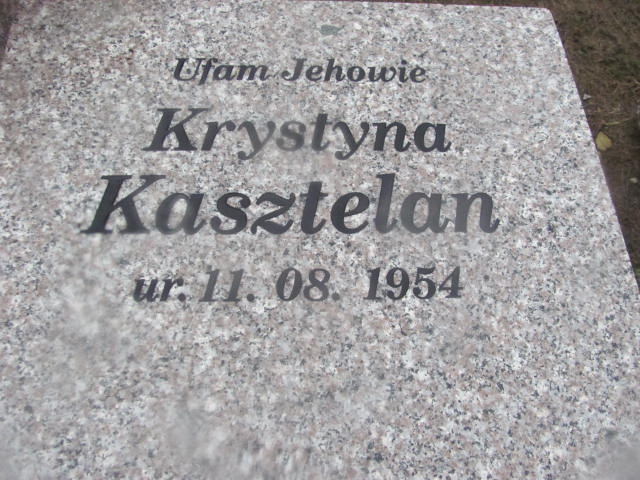 Ufam Jehowie
Krystyna
Kasztelan
ur. 11. 08. 1954